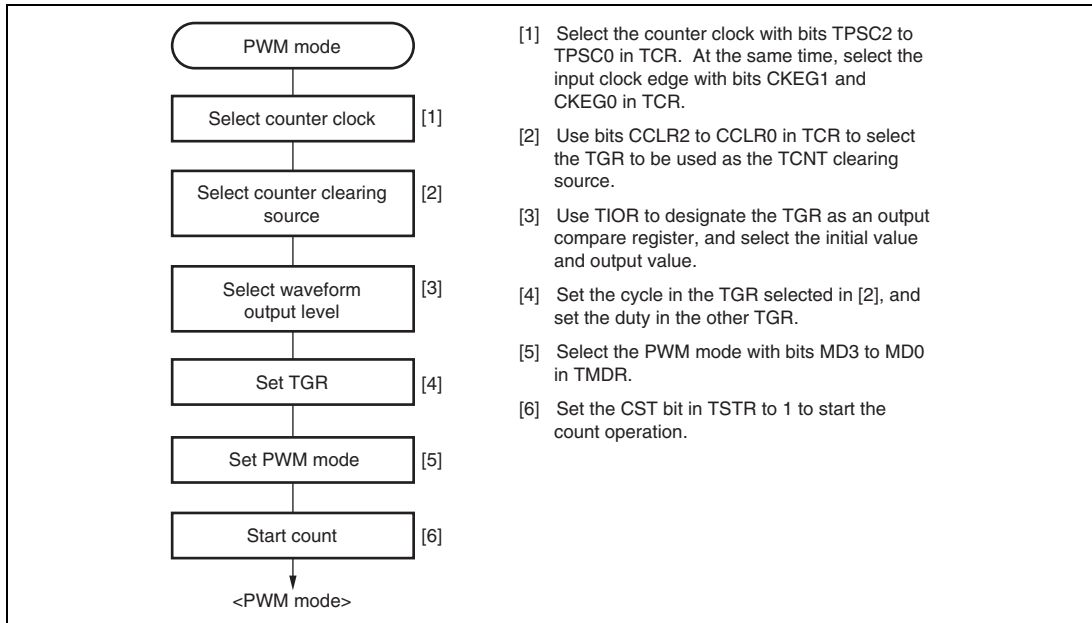 PWM mode
Select counter clock
[1]
Select counter clearing
source
[2]
Select waveform
output level
[3]
Set TGR
[4]
Set PWM mode
[5]
Start count
[6]
<PWM mode>
[1] Select the counter clock with bits TPSC2 to
TPSC0 in TCR. At the same time, select the
input clock edge with bits CKEG1 and
CKEG0 in TCR.
[2] Use bits CCLR2 to CCLR0 in TCR to select
the TGR to be used as the TCNT clearing
source.
[3] Use TIOR to designate the TGR as an output
compare register, and select the initial value
and output value.
[4] Set the cycle in the TGR selected in [2], and
set the duty in the other TGR.
[5] Select the PWM mode with bits MD3 to MD0
in TMDR.
[6] Set the CST bit in TSTR to 1 to start the
count operation.